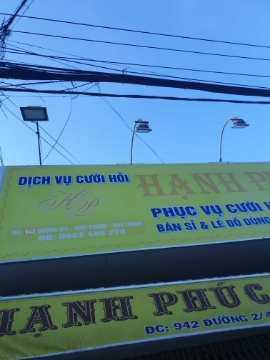 DỊCH VỤ CƯỚI HỎI
HẠNH P
HP
PHỤC VỤ CƯỚI H
BÁN SỈ & LẺ ĐỒ DÙNG
HẠNH PHÚC
ĐC: 942 ĐƯỜNG 2/4